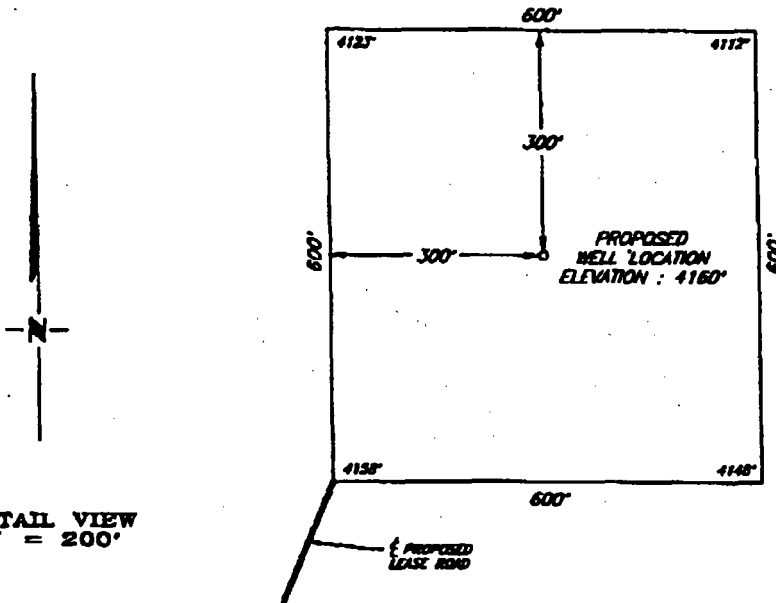 600'
4123'
4112'
300'
600'
300'
PROPOSED
WELL LOCATION
ELEVATION : 4160'
600'
N
4158'
4148'
600'
TAIL VIEW
= 200'
℄ PROPOSED
LEASE ROAD